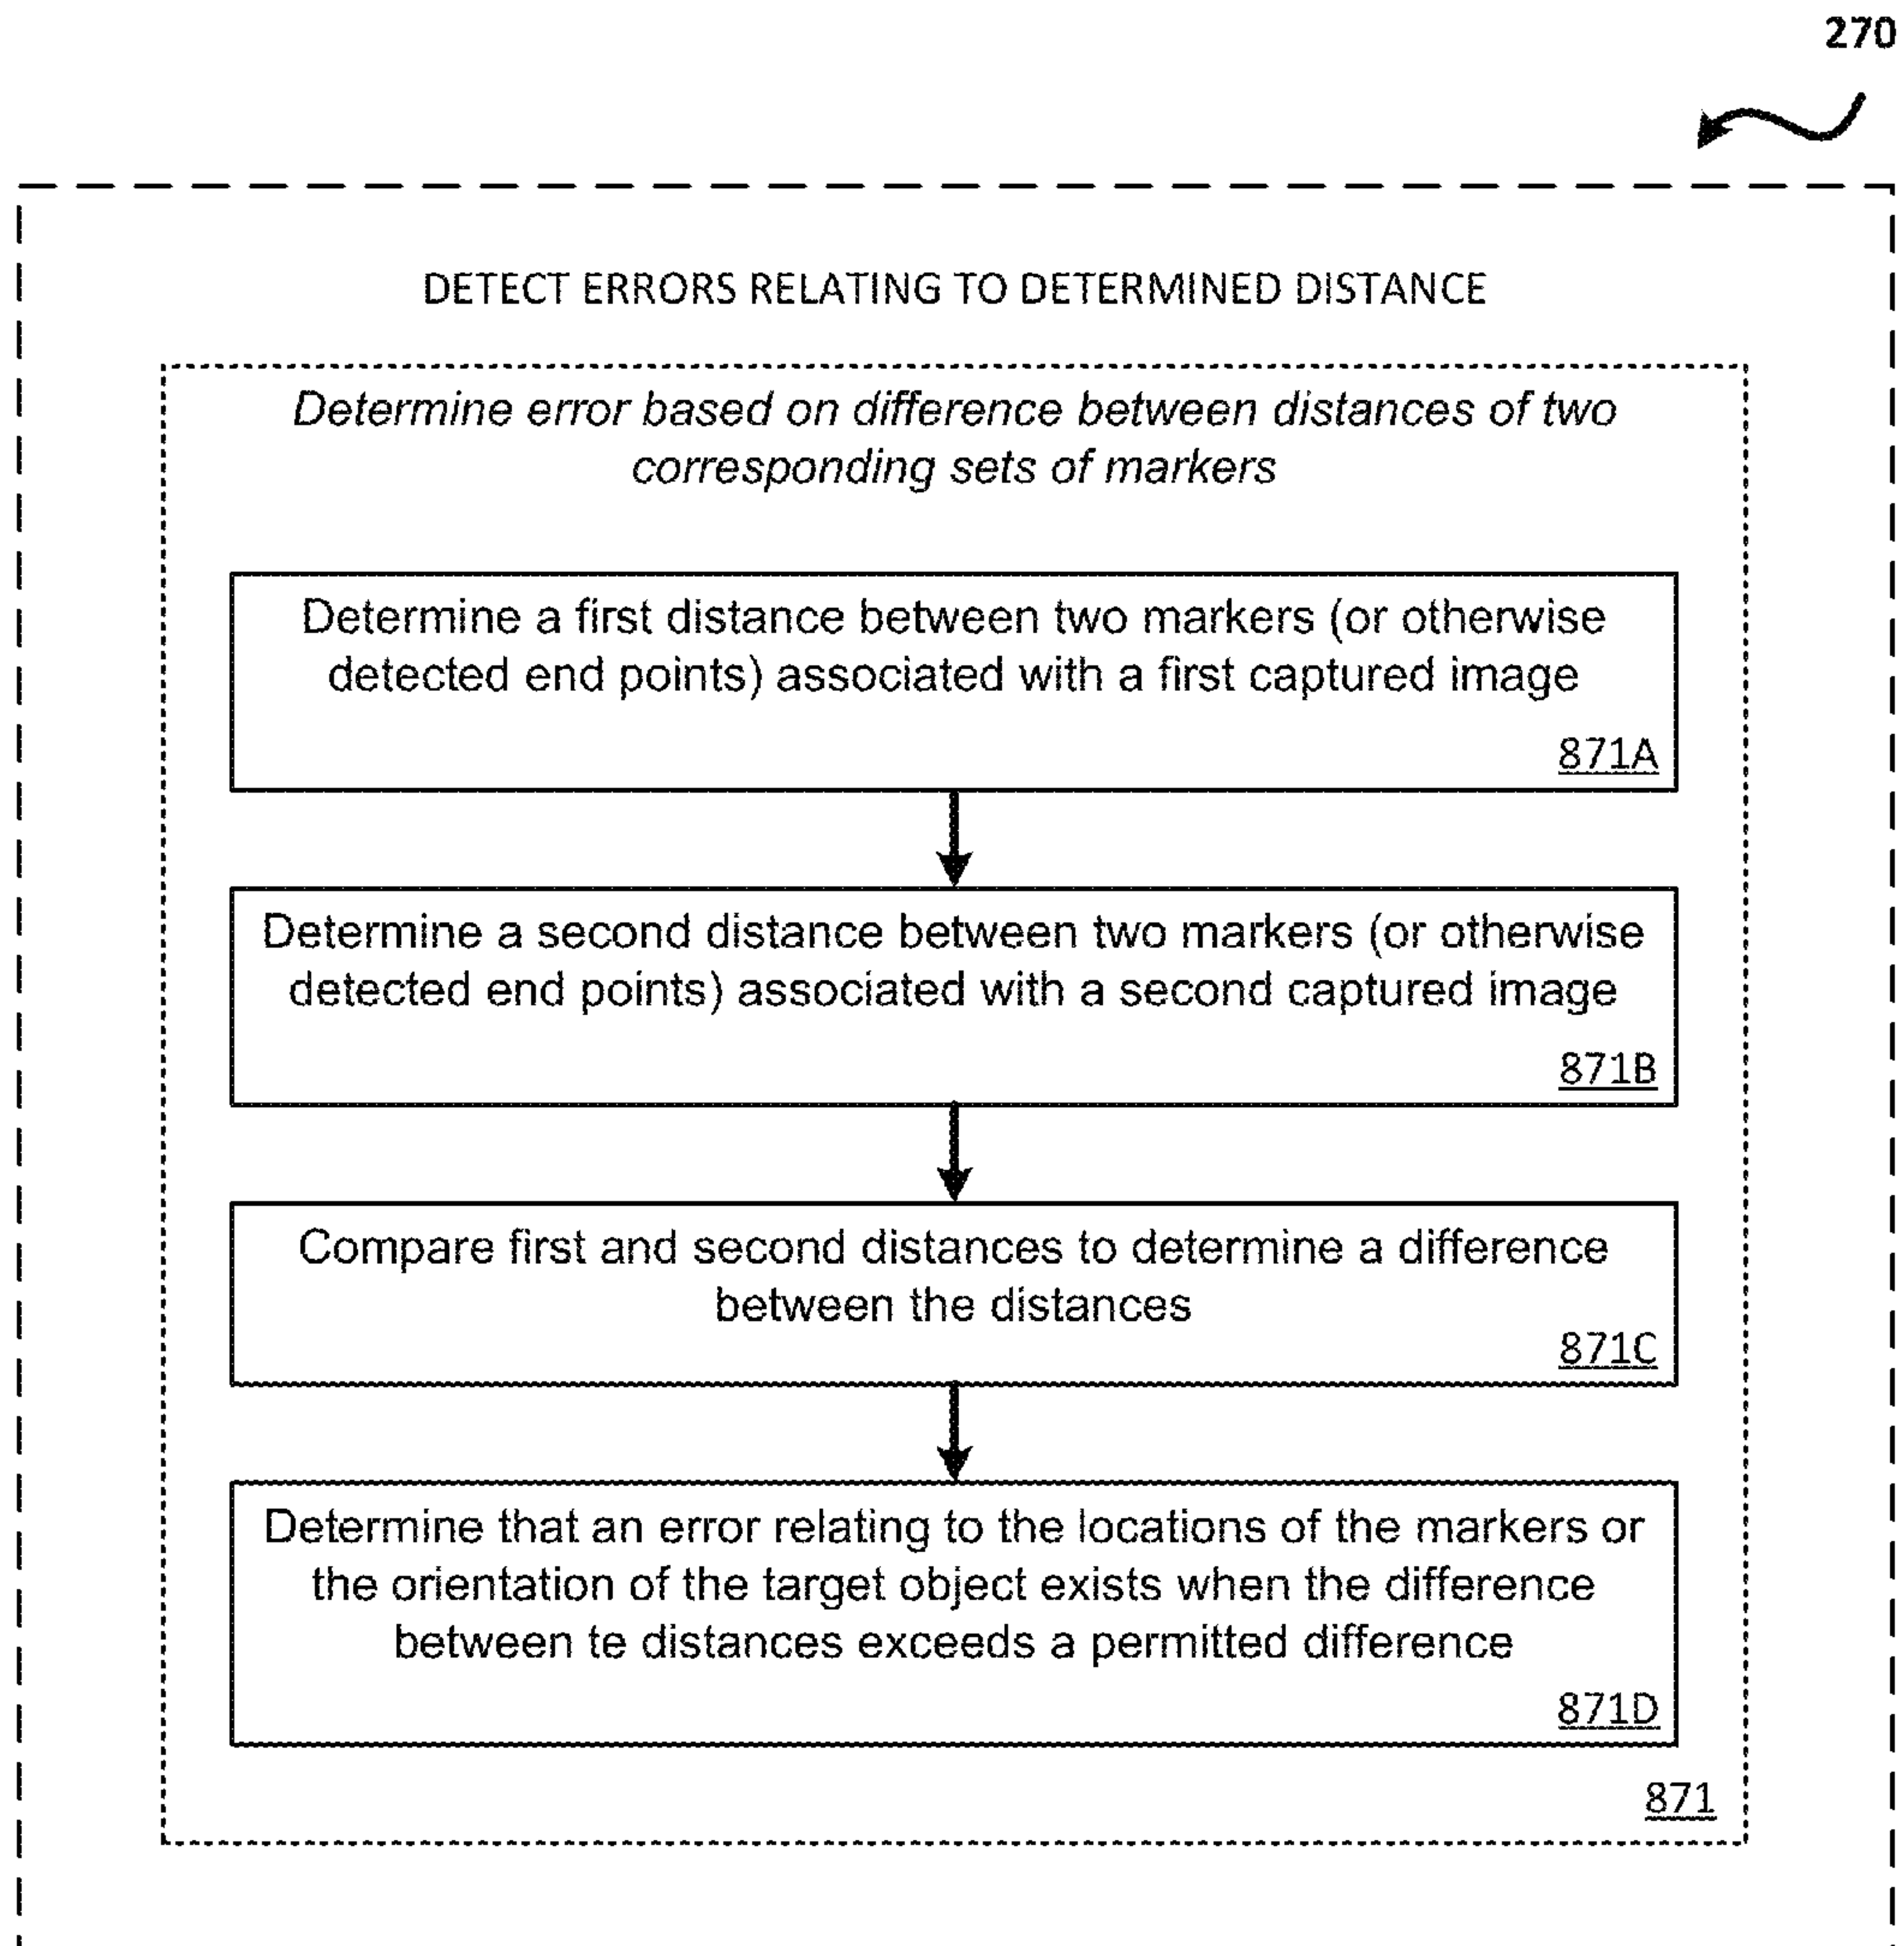 270
DETECT ERRORS RELATING TO DETERMINED DISTANCE
Determine error based on difference between distances of two
corresponding sets of markers
Determine a first distance between two markers (or otherwise
detected end points) associated with a first captured image
871A
Determine a second distance between two markers (or otherwise
detected end points) associated with a second captured image
871B
Compare first and second distances to determine a difference
between the distances
871C
Determine that an error relating to the locations of the markers or
the orientation of the target object exists when the difference
between te distances exceeds a permitted difference
871D
871